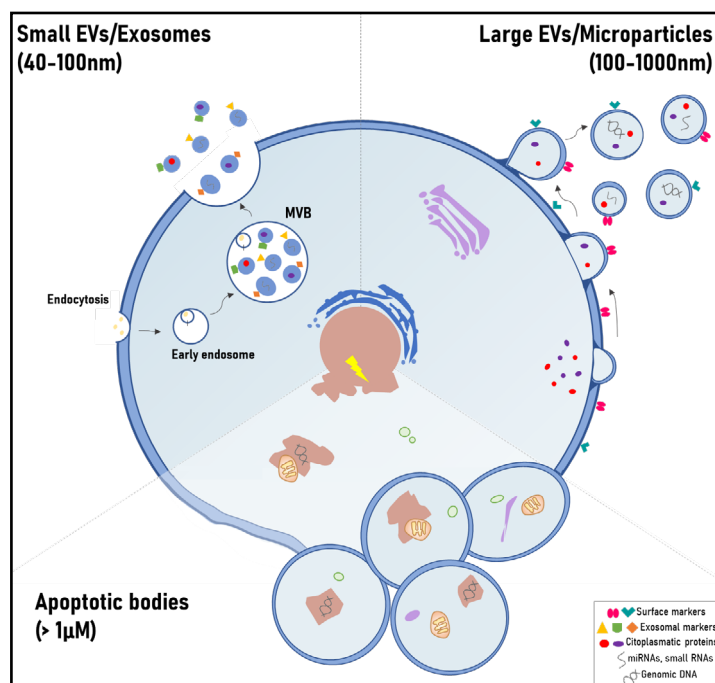 Small EVs/Exosomes
(40-100nm)
Large EVs/Microparticles
(100-1000nm)
MVB
Endocytosis
Early endosome
Apoptotic bodies
(> 1μM)
Surface markers
Exosomal markers
Citoplasmatic proteins
miRNAs, small RNAs
Genomic DNA